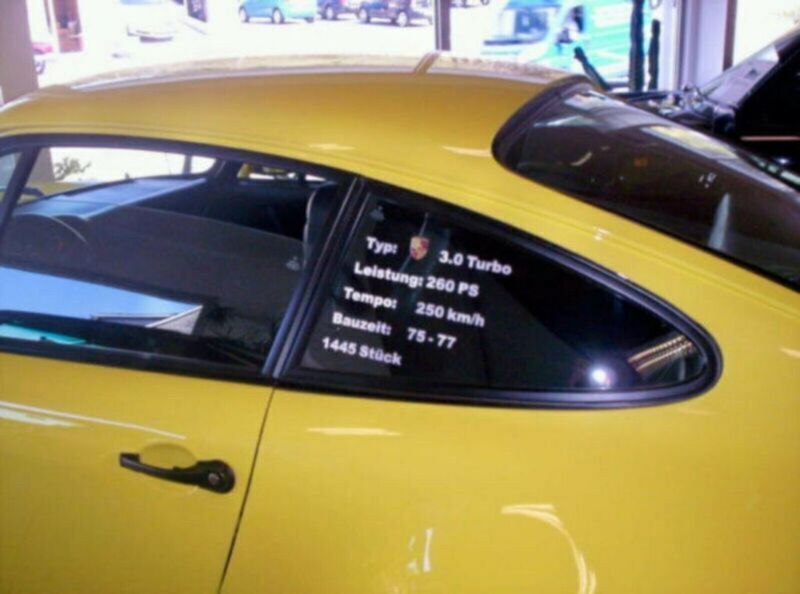 Typ: 3.0 Turbo
Leistung: 260 PS
Tempo: 250 km/h
Bauzeit: 75 - 77
1445 Stück